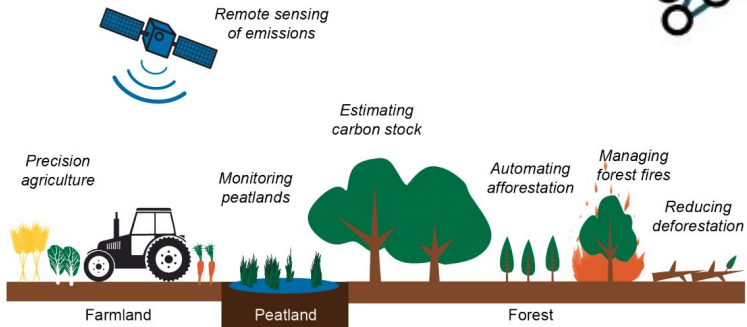 Remote sensing
of emissions
Estimating
carbon stock
Precision
agriculture
Monitoring
peatlands
Automating
afforestation
Managing
forest fires
Reducing
deforestation
Farmland
Peatland
Forest